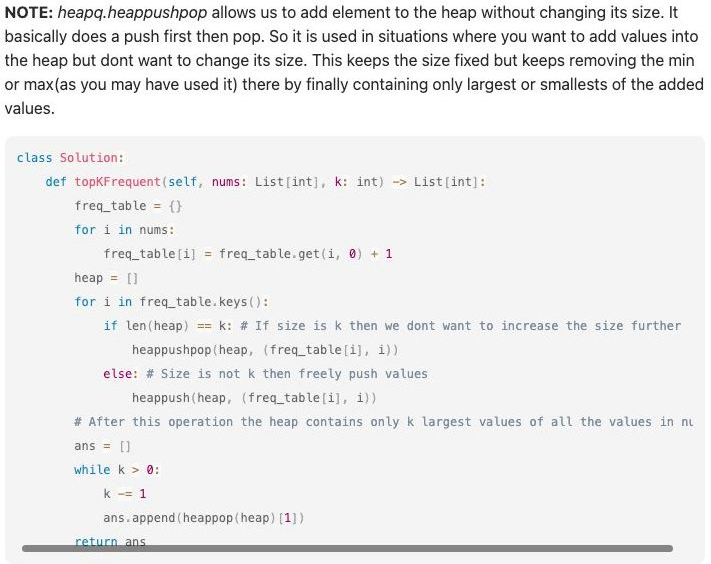 NOTE: heapq.heappushpop allows us to add element to the heap without changing its size. It
basically does a push first then pop. So it is used in situations where you want to add values into
the heap but dont want to change its size. This keeps the size fixed but keeps removing the min
or max(as you may have used it) there by finally containing only largest or smallests of the added
values.
class Solution:
    def topKFrequent(self, nums: List[int], k: int) -> List[int]:
        freq_table = {}
        for i in nums:
            freq_table[i] = freq_table.get(i, 0) + 1
        heap = []
        for i in freq_table.keys():
            if len(heap) == k: # If size is k then we dont want to increase the size further
                heappushpop(heap, (freq_table[i], i))
            else: # Size is not k then freely push values
                heappush(heap, (freq_table[i], i))
        # After this operation the heap contains only k largest values of all the values in nu
        ans = []
        while k > 0:
            k -= 1
            ans.append(heappop(heap)[1])
        return ans